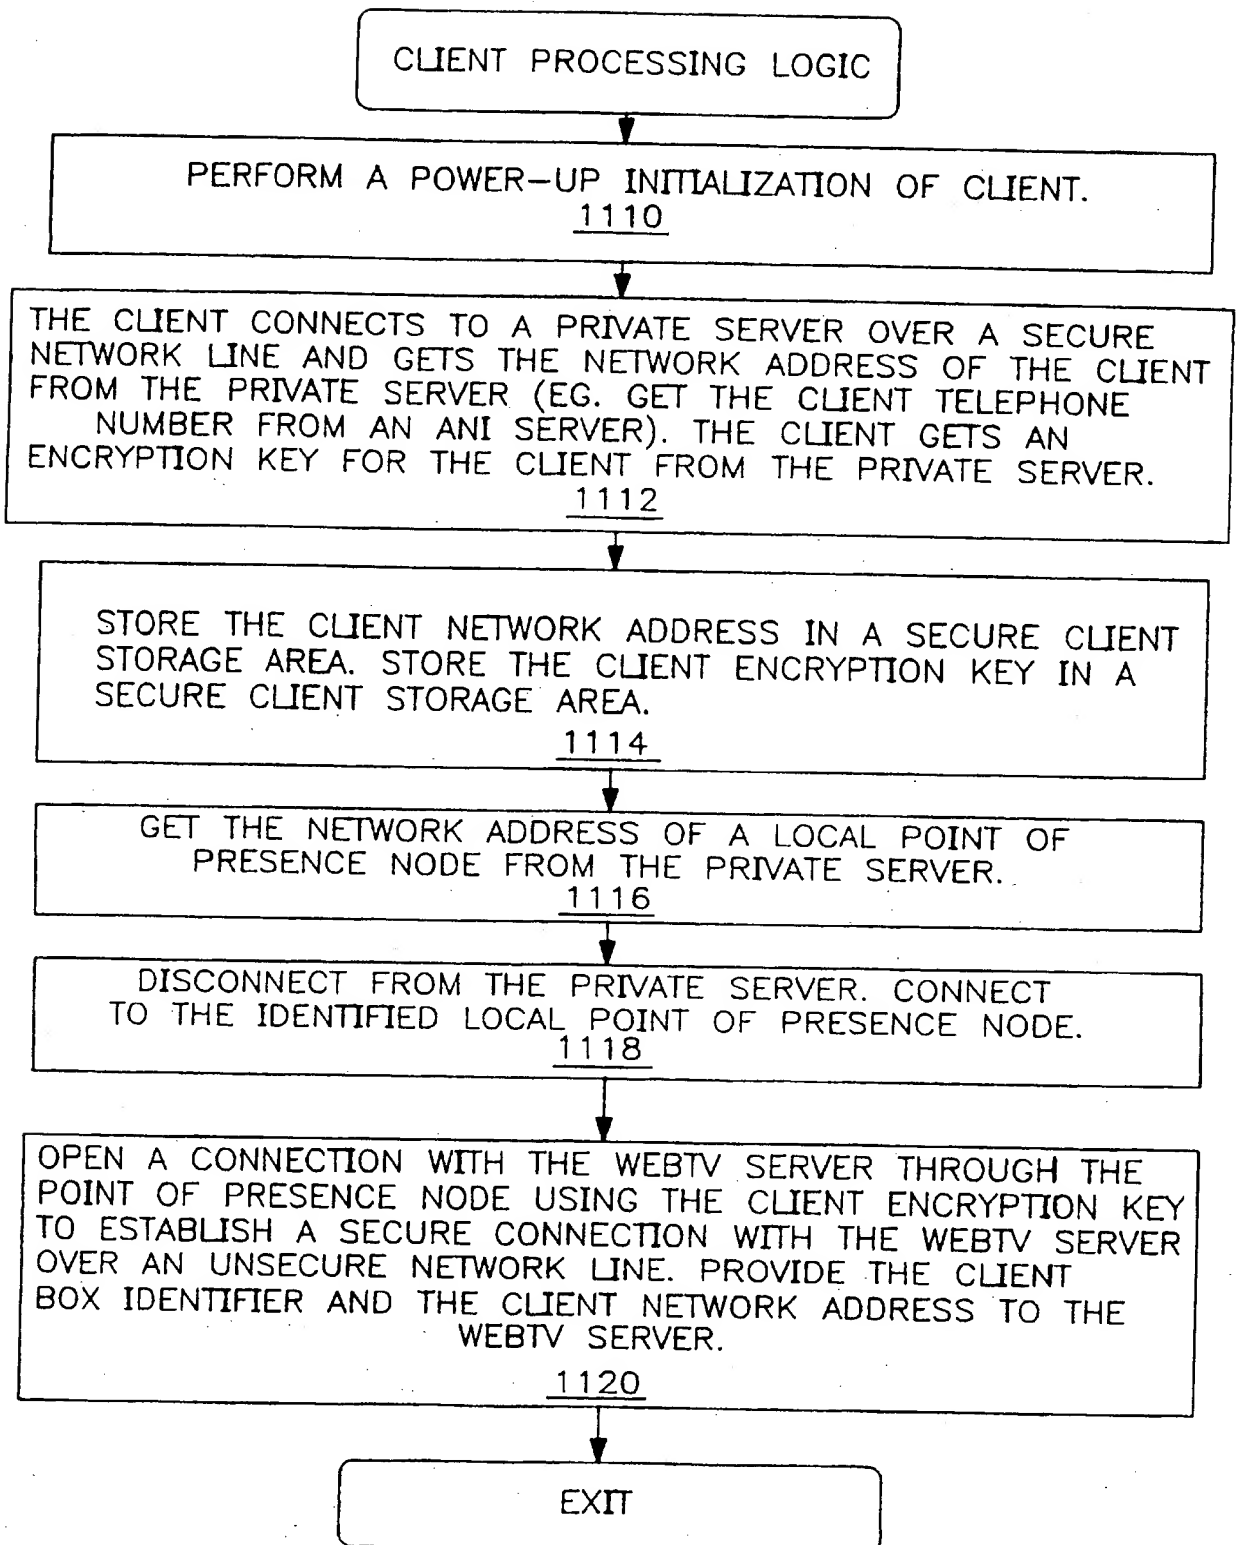 CLIENT PROCESSING LOGIC
PERFORM A POWER-UP INITIALIZATION OF CLIENT.
1110
THE CLIENT CONNECTS TO A PRIVATE SERVER OVER A SECURE
NETWORK LINE AND GETS THE NETWORK ADDRESS OF THE CLIENT
FROM THE PRIVATE SERVER (EG. GET THE CLIENT TELEPHONE
NUMBER FROM AN ANI SERVER). THE CLIENT GETS AN
ENCRYPTION KEY FOR THE CLIENT FROM THE PRIVATE SERVER.
1112
STORE THE CLIENT NETWORK ADDRESS IN A SECURE CLIENT
STORAGE AREA. STORE THE CLIENT ENCRYPTION KEY IN A
SECURE CLIENT STORAGE AREA.
1114
GET THE NETWORK ADDRESS OF A LOCAL POINT OF
PRESENCE NODE FROM THE PRIVATE SERVER.
1116
DISCONNECT FROM THE PRIVATE SERVER. CONNECT
TO THE IDENTIFIED LOCAL POINT OF PRESENCE NODE.
1118
OPEN A CONNECTION WITH THE WEBTV SERVER THROUGH THE
POINT OF PRESENCE NODE USING THE CLIENT ENCRYPTION KEY
TO ESTABLISH A SECURE CONNECTION WITH THE WEBTV SERVER
OVER AN UNSECURE NETWORK LINE. PROVIDE THE CLIENT
BOX IDENTIFIER AND THE CLIENT NETWORK ADDRESS TO THE
WEBTV SERVER.
1120
EXIT